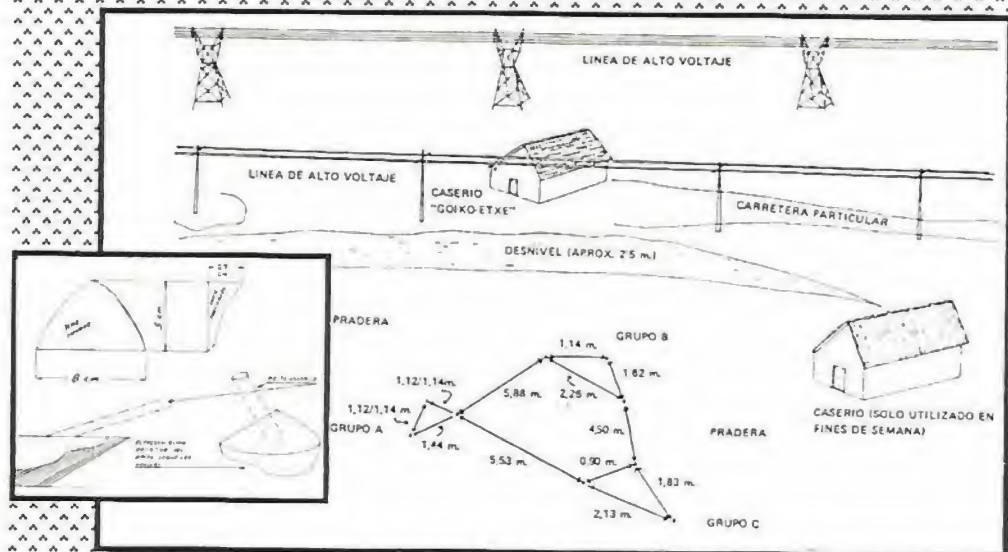 LINEA DE ALTO VOLTAJE
LINEA DE ALTO VOLTAJE
CASERIO
"GOIKO-ETXE"
CARRETERA PARTICULAR
DESNIVEL (APROX. 2'5 m.)
PRADERA
GRUPO B
1,14 m.
1,62 m.
1,12/1,14m.
5,88 m.
2,25 m.
1,12/1,14 m.
CASERIO (SOLO UTILIZADO EN
FINES DE SEMANA)
GRUPO A
4,50 m.
PRADERA
1,44 m.
5,53 m.
0,90 m.
1,83 m.
2,13 m.
GRUPO C
5 cm
8 cm